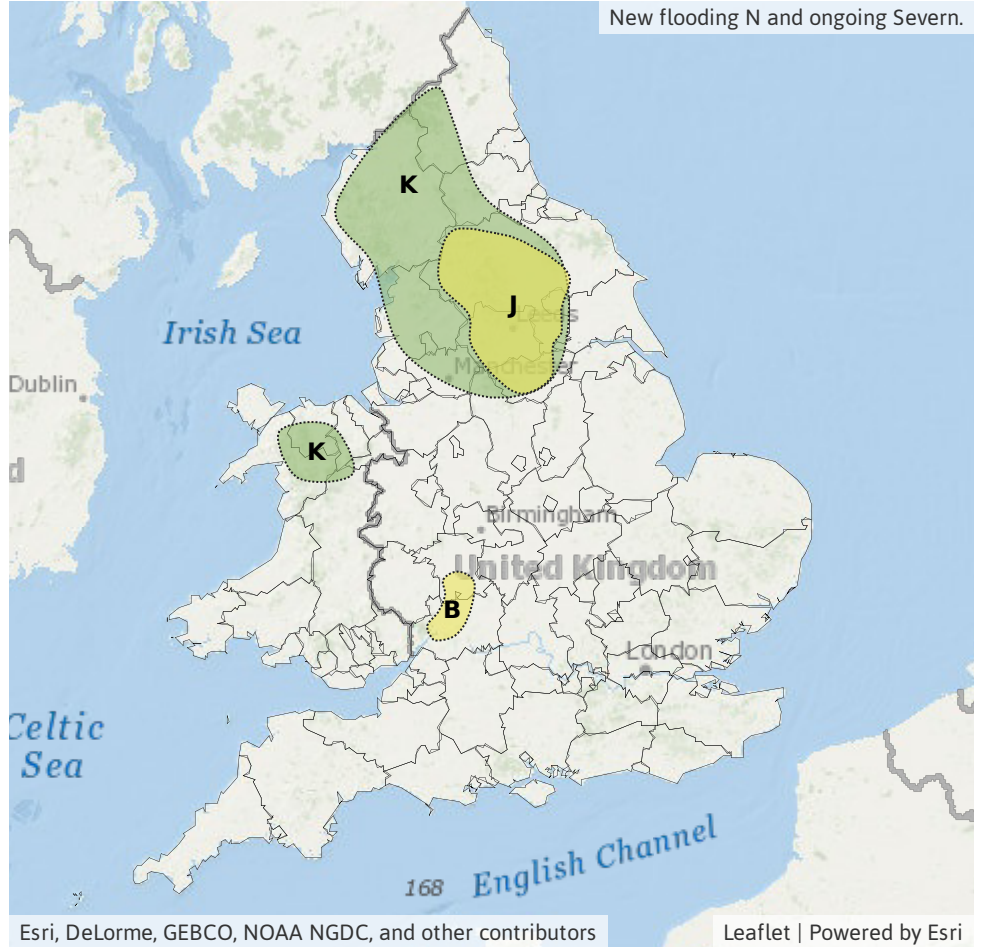 New flooding N and ongoing Severn.
K
J
Leeds
Irish Sea
Manchester
Dublin
K
d
Birmingham
United Kingdom
B
London
Celtic
Sea
English Channel
168
Esri, DeLorme, GEBCO, NOAA NGDC, and other contributors
Leaflet | Powered by Esri